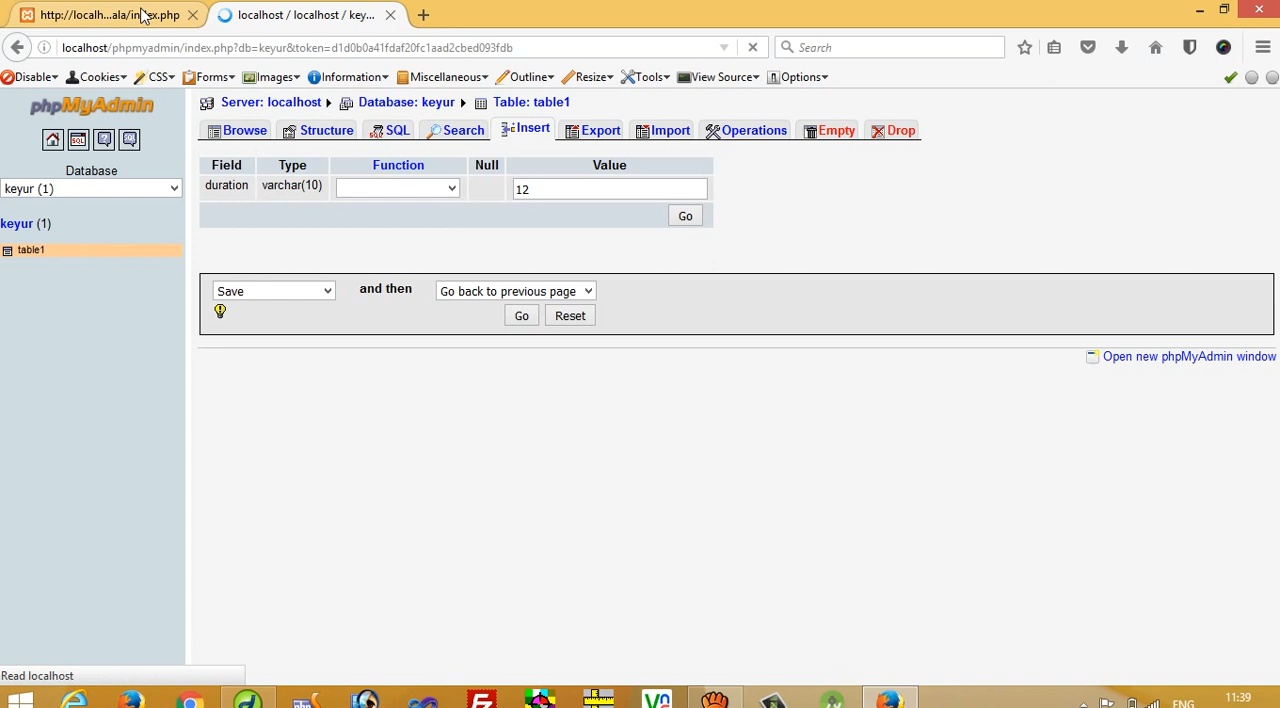 http://localh...ala/index.php
localhost / localhost / key...
localhost/phpmyadmin/index.php?db=keyur&token=d1d0b0a41fdaf20fc1aad2cbed093fdb
Search
Disable Cookies CSS Forms Images Information Miscellaneous Outline Resize Tools View Source Options
phpMyAdmin
Server: localhost Database: keyur Table: table1
Browse Structure SQL Search Insert Export Import Operations Empty Drop
SQL
Database
keyur (1)
keyur (1)
table1
Field Type Function Null Value
duration varchar(10) 12
Go
Save and then Go back to previous page
Go Reset
Open new phpMyAdmin window
Read localhost
11:39
ENG